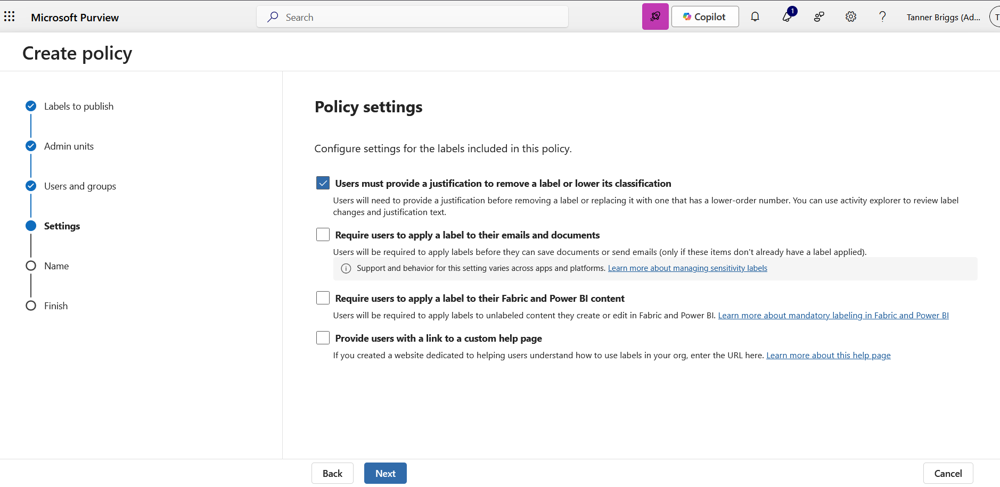 Microsoft Purview
Search
Copilot
1
Tanner Briggs (Ad...
T
Create policy
Labels to publish
Admin units
Users and groups
Settings
Name
Finish
Policy settings
Configure settings for the labels included in this policy.
Users must provide a justification to remove a label or lower its classification
Users will need to provide a justification before removing a label or replacing it with one that has a lower-order number. You can use activity explorer to review label
changes and justification text.
Require users to apply a label to their emails and documents
Users will be required to apply labels before they can save documents or send emails (only if these items don't already have a label applied).
Support and behavior for this setting varies across apps and platforms. Learn more about managing sensitivity labels
Require users to apply a label to their Fabric and Power BI content
Users will be required to apply labels to unlabeled content they create or edit in Fabric and Power BI. Learn more about mandatory labeling in Fabric and Power BI
Provide users with a link to a custom help page
If you created a website dedicated to helping users understand how to use labels in your org, enter the URL here. Learn more about this help page
Back
Next
Cancel